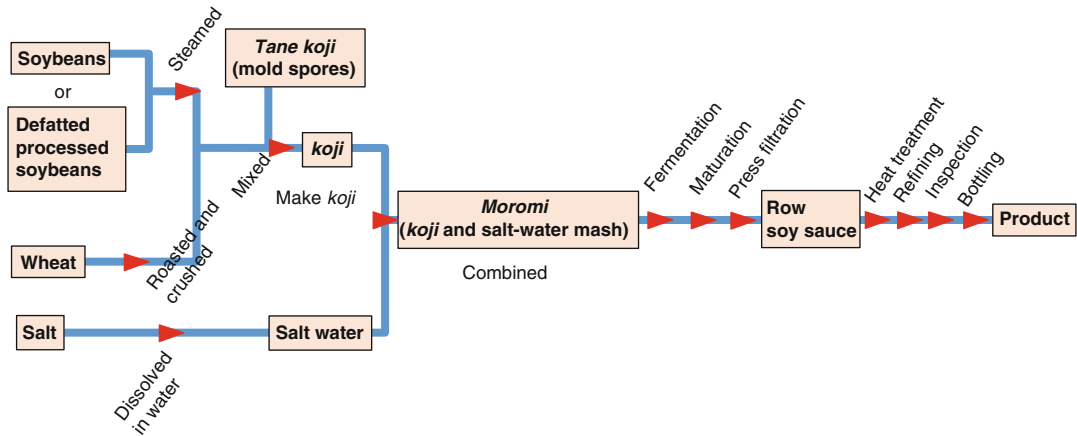 Soybeans
or
Defatted
processed
soybeans
Steamed
Tane koji
(mold spores)
Wheat
Roasted and
crushed
Mixed
koji
Make koji
Salt
Dissolved
in water
Salt water
Moromi
(koji and salt-water mash)
Combined
Fermentation
Maturation
Press filtration
Row
soy sauce
Heat treatment
Refining
Inspection
Bottling
Product